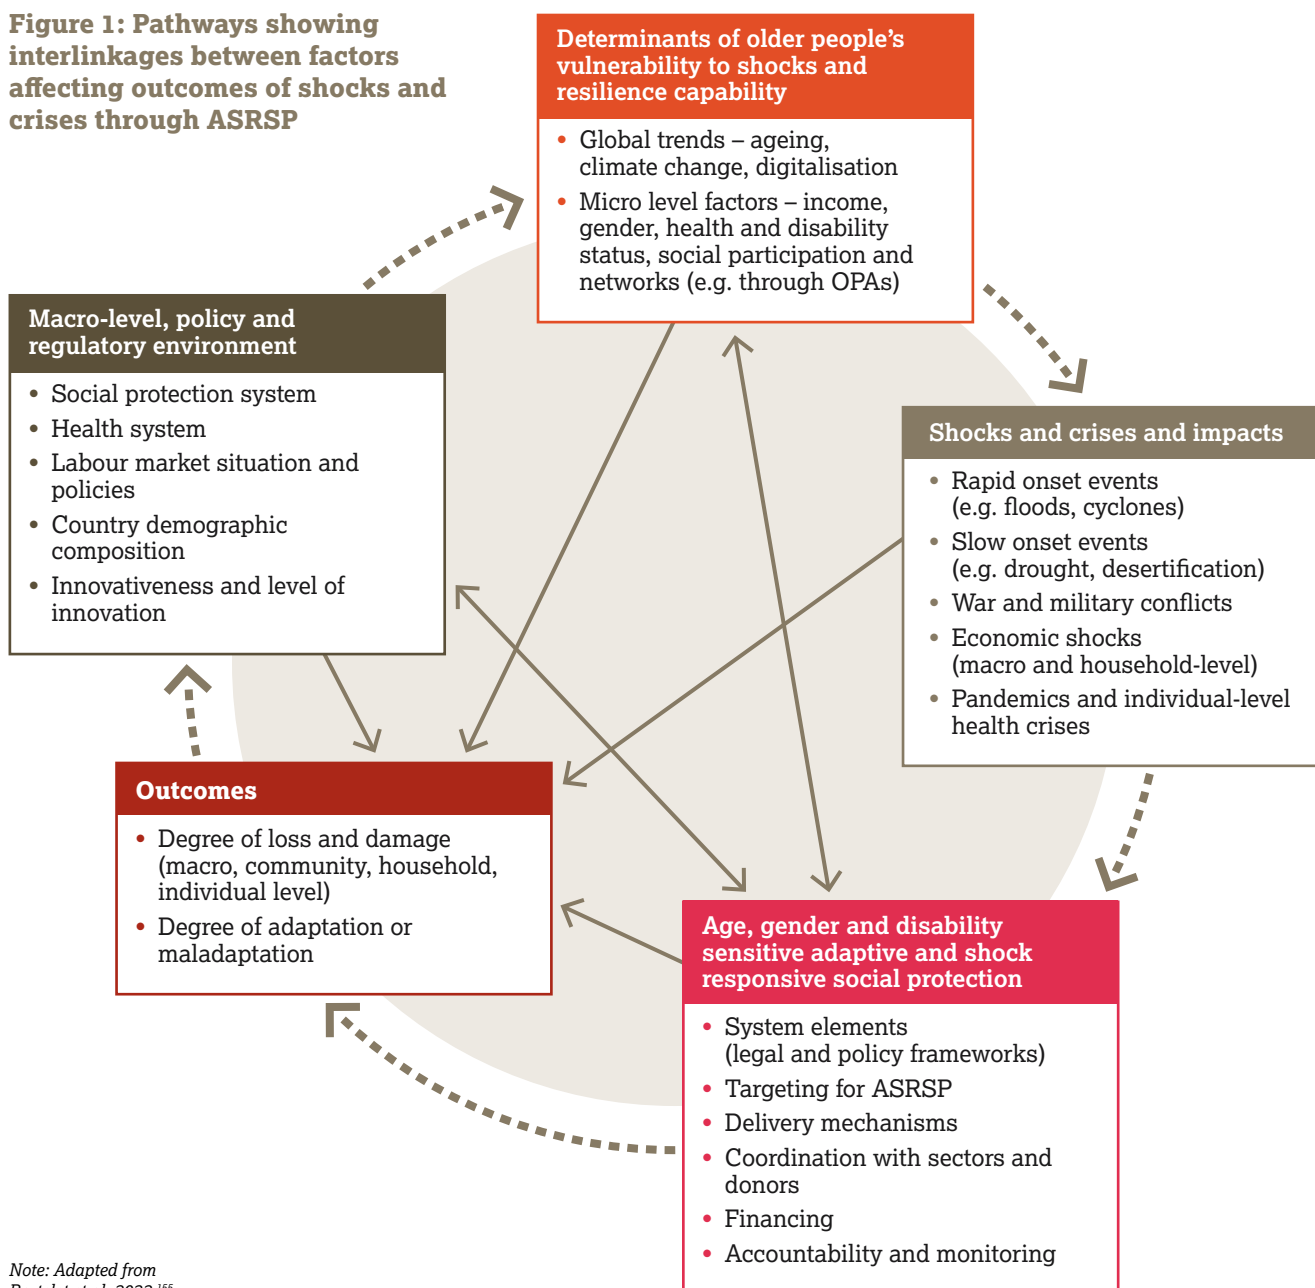 Figure 1: Pathways showing
interlinkages between factors
affecting outcomes of shocks and
crises through ASRSP
Determinants of older people’s
vulnerability to shocks and
resilience capability
• Global trends – ageing,
climate change, digitalisation
• Micro level factors – income,
gender, health and disability
status, social participation and
networks (e.g. through OPAs)
Macro-level, policy and
regulatory environment
• Social protection system
• Health system
• Labour market situation and
policies
• Country demographic
composition
• Innovativeness and level of
innovation
Shocks and crises and impacts
• Rapid onset events
(e.g. floods, cyclones)
• Slow onset events
(e.g. drought, desertification)
• War and military conflicts
• Economic shocks
(macro and household-level)
• Pandemics and individual-level
health crises
Outcomes
• Degree of loss and damage
(macro, community, household,
individual level)
• Degree of adaptation or
maladaptation
Age, gender and disability
sensitive adaptive and shock
responsive social protection
• System elements
(legal and policy frameworks)
• Targeting for ASRSP
• Delivery mechanisms
• Coordination with sectors and
donors
• Financing
• Accountability and monitoring
Note: Adapted from